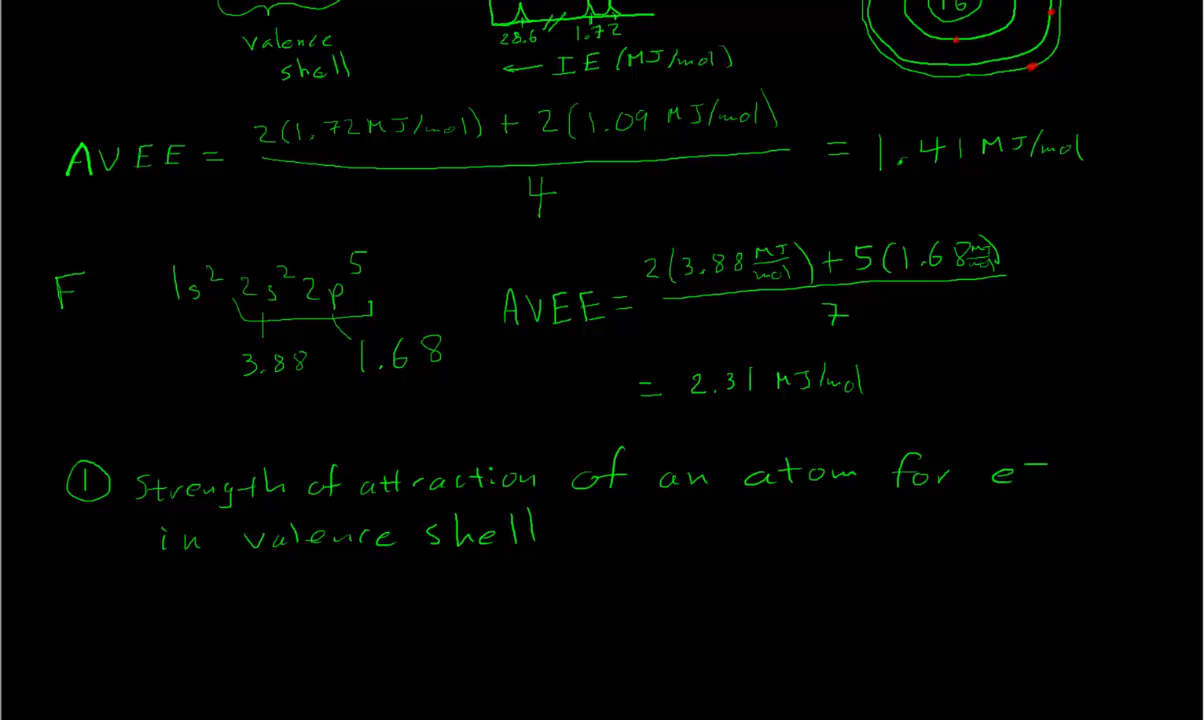 +6
28.6 1.72
valence
shell
← IE (MJ/mol)
AVEE = 2(1.72 MJ/mol) + 2(1.09 MJ/mol) / 4 = 1.41 MJ/mol
F 1s² 2s² 2p⁵
3.88 1.68
AVEE = 2(3.88 MJ/mol) + 5(1.68 MJ/mol) / 7
= 2.31 MJ/mol
① Strength of attraction of an atom for e⁻
in valence shell